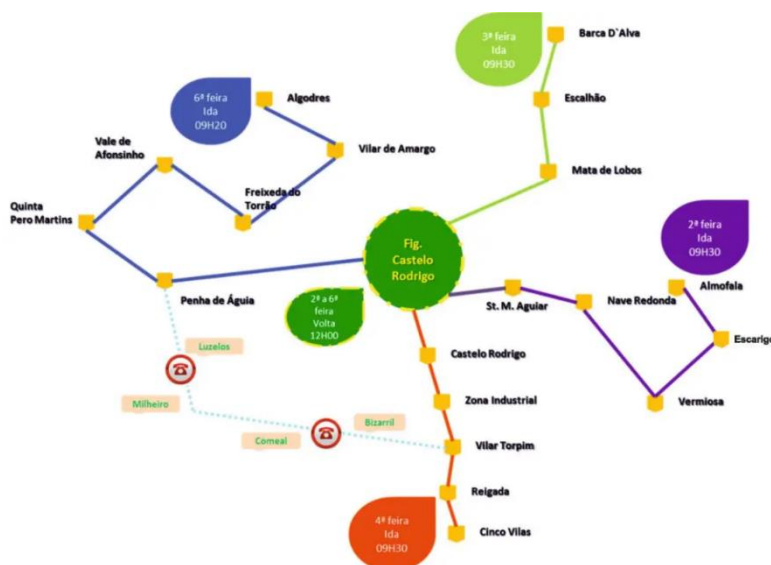 3ª feira
Ida
09H30
Barca D`Alva
Escalhão
Mata de Lobos
6ª feira
Ida
09H20
Algodres
Vilar de Amargo
Vale de
Afonsinho
Freixeda do
Torrão
Quinta
Pero Martins
Penha de Águia
Fig.
Castelo
Rodrigo
2ª feira
Ida
09H30
Almofala
Nave Redonda
St. M. Aguiar
Escarigo
Vermiosa
2ª a 6ª
feira
Volta
12H00
Luzelos
Milheiro
Comeal
Bizarril
Castelo Rodrigo
Zona Industrial
Vilar Torpim
Reigada
Cinco Vilas
4ª feira
Ida
09H30